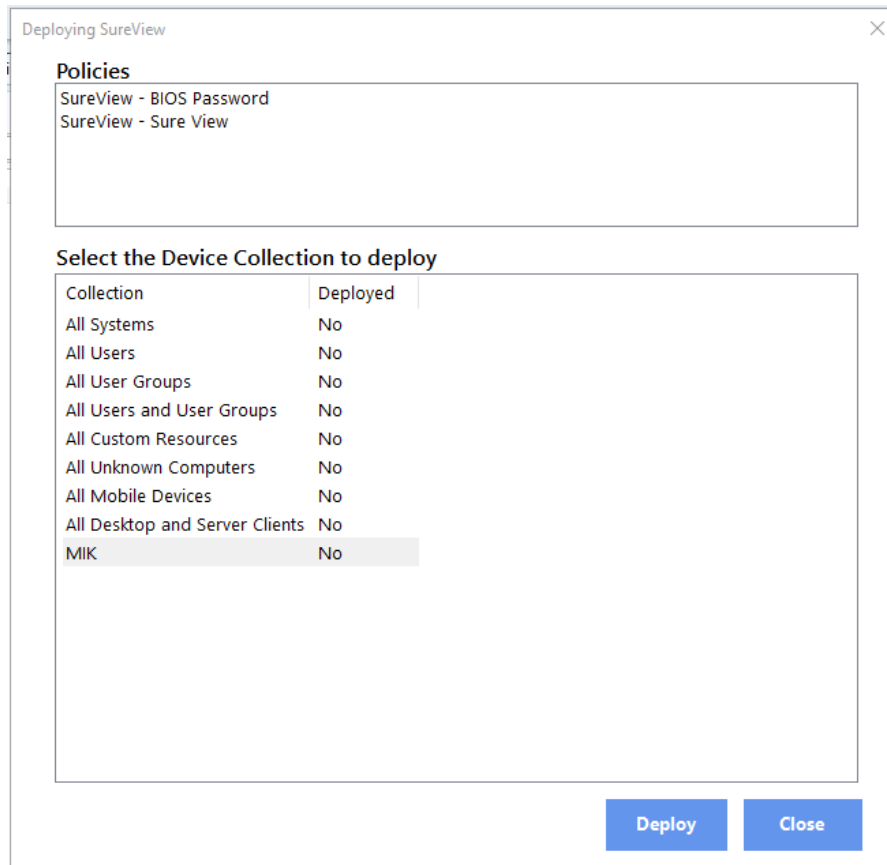 Deploying SureView
Policies
SureView - BIOS Password
SureView - Sure View
Select the Device Collection to deploy
Collection Deployed
All Systems No
All Users No
All User Groups No
All Users and User Groups No
All Custom Resources No
All Unknown Computers No
All Mobile Devices No
All Desktop and Server Clients No
MIK No
Deploy Close